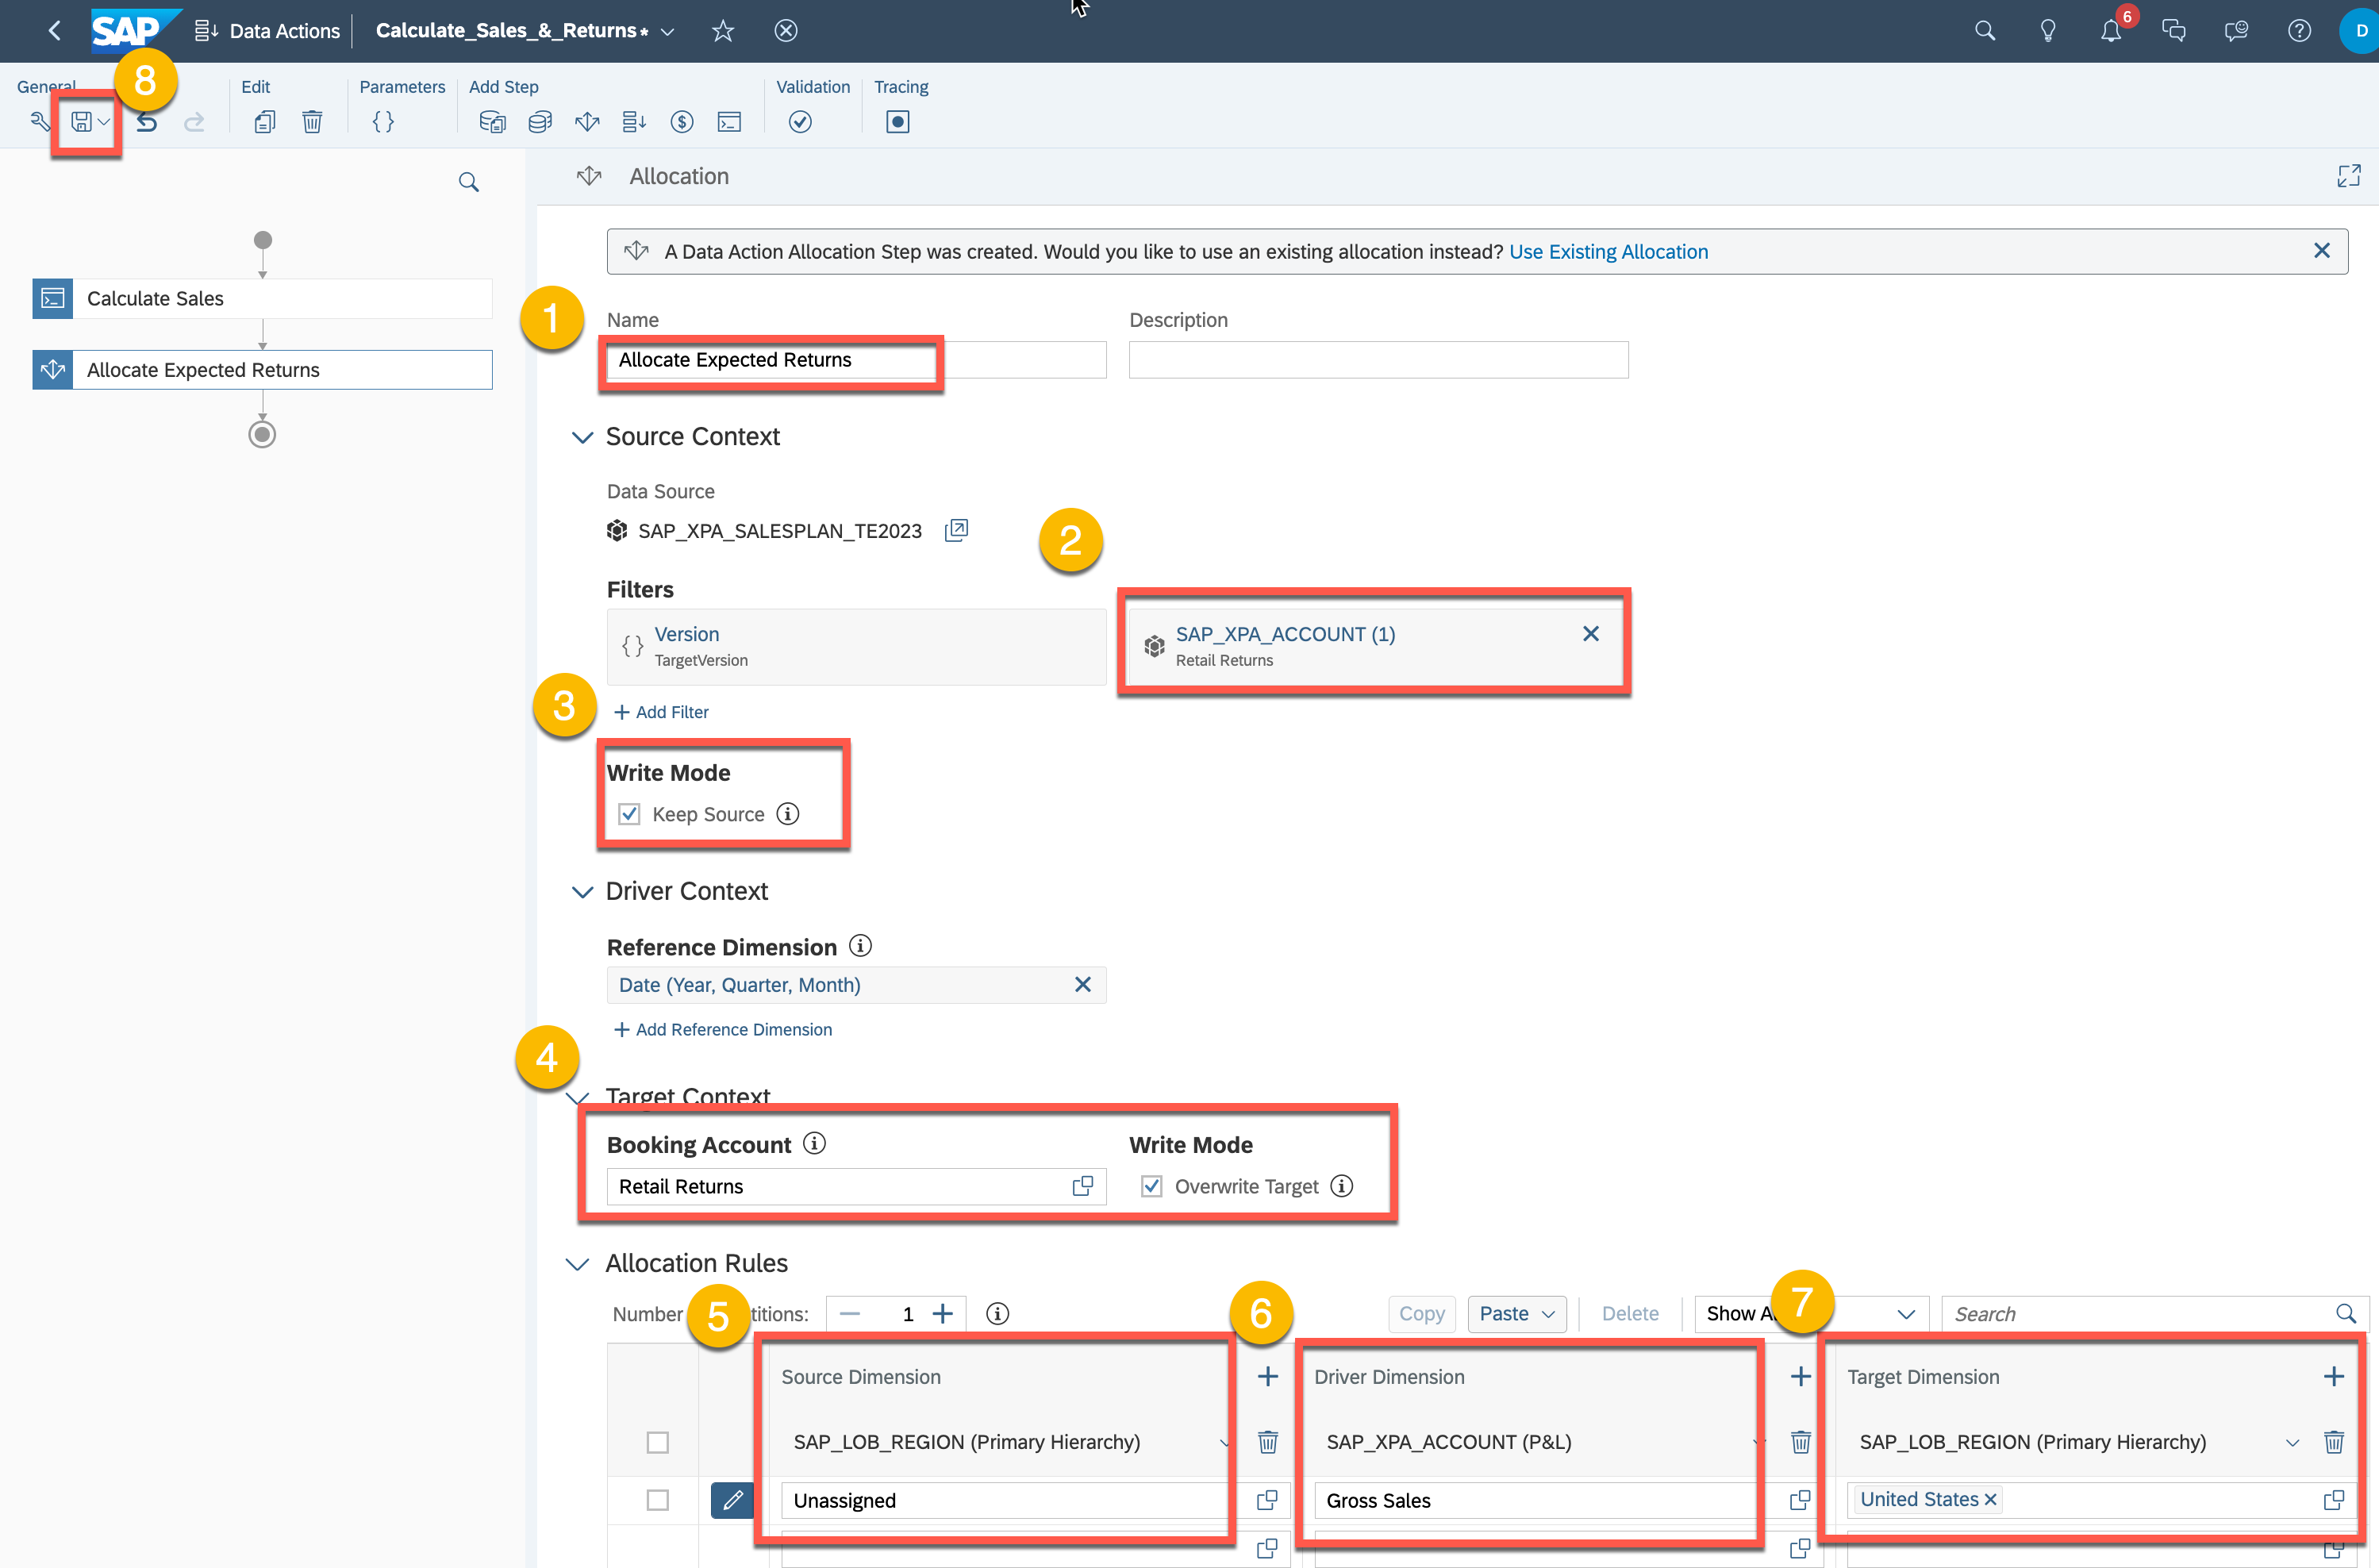 SAP Data Actions Calculate_Sales_&_Returns* 6 D
General Edit Parameters Add Step Validation Tracing
8
Allocation
A Data Action Allocation Step was created. Would you like to use an existing allocation instead? Use Existing Allocation
Calculate Sales
Allocate Expected Returns
1
Name Description
Allocate Expected Returns
Source Context
Data Source
SAP_XPA_SALESPLAN_TE2023
2
Filters
Version
TargetVersion
SAP_XPA_ACCOUNT (1)
Retail Returns
3
+ Add Filter
Write Mode
Keep Source
Driver Context
Reference Dimension
Date (Year, Quarter, Month)
+ Add Reference Dimension
4
Target Context
Booking Account Write Mode
Retail Returns Overwrite Target
Allocation Rules
Number 5 titions: 1 6 Copy Paste Delete Show A 7 Search
Source Dimension Driver Dimension Target Dimension
SAP_LOB_REGION (Primary Hierarchy) SAP_XPA_ACCOUNT (P&L) SAP_LOB_REGION (Primary Hierarchy)
Unassigned Gross Sales United States